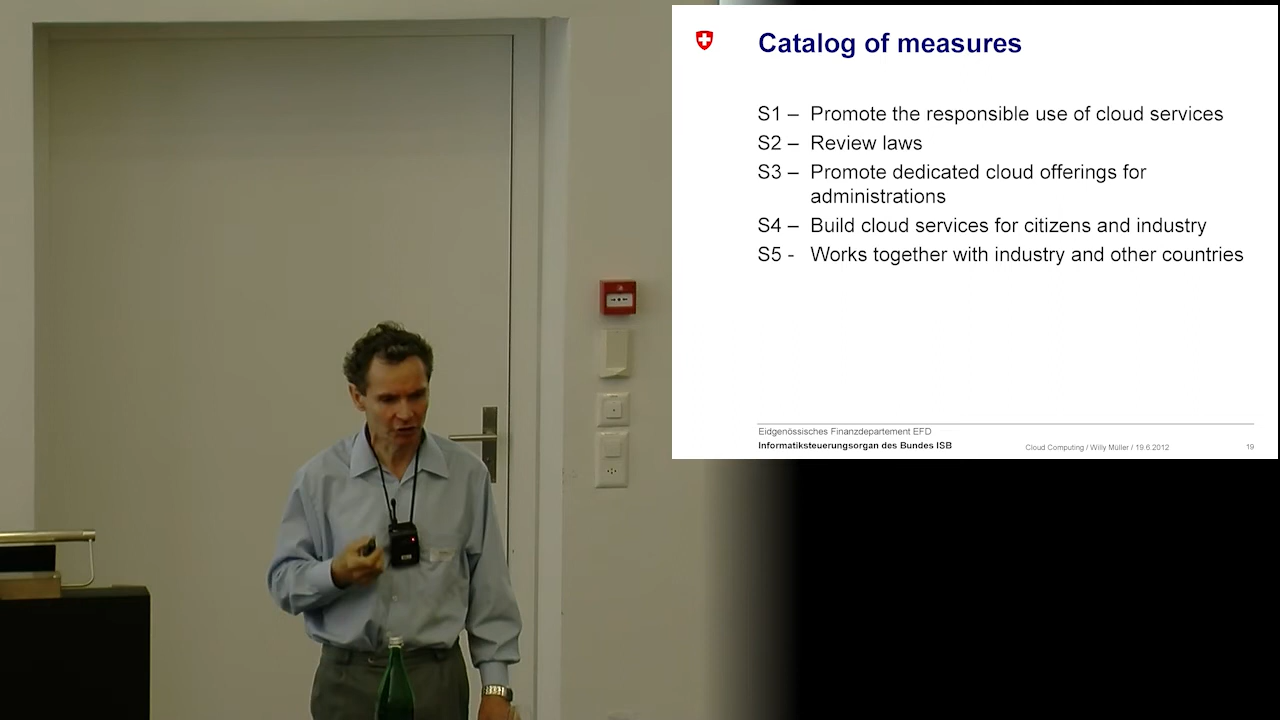 Catalog of measures
S1 – Promote the responsible use of cloud services
S2 – Review laws
S3 – Promote dedicated cloud offerings for
administrations
S4 – Build cloud services for citizens and industry
S5 - Works together with industry and other countries
Eidgenössisches Finanzdepartement EFD
Informatiksteuerungsorgan des Bundes ISB
Cloud Computing / Willy Müller / 19.6.2012
19